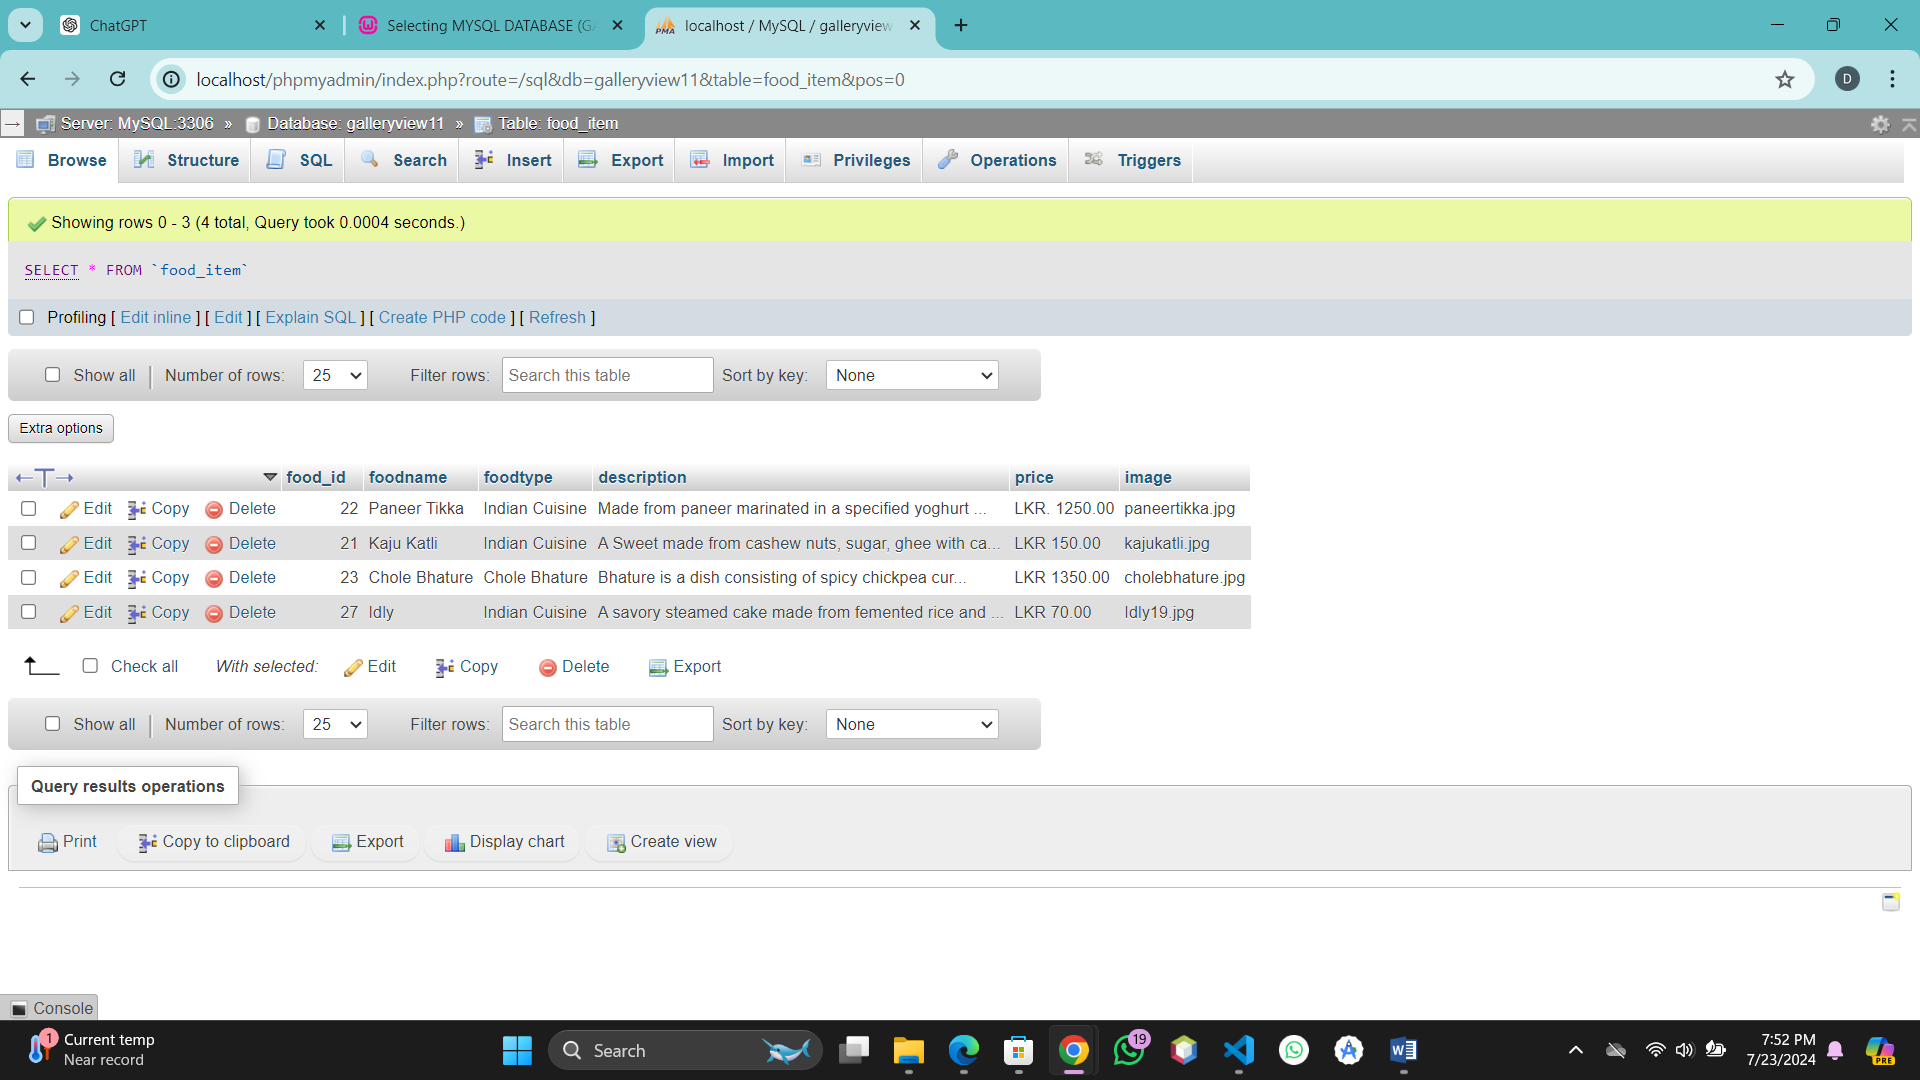 ChatGPT
Selecting MYSQL DATABASE (GA
localhost / MySQL / galleryview
localhost/phpmyadmin/index.php?route=/sql&db=galleryview11&table=food_item&pos=0
D
Server: MySQL:3306 » Database: galleryview11 » Table: food_item
Browse Structure SQL Search Insert Export Import Privileges Operations Triggers
Showing rows 0 - 3 (4 total, Query took 0.0004 seconds.)
SELECT * FROM `food_item`
Profiling [ Edit inline ] [ Edit ] [ Explain SQL ] [ Create PHP code ] [ Refresh ]
Show all Number of rows: 25 Filter rows: Search this table Sort by key: None
Extra options
food_id foodname foodtype description price image
Edit Copy Delete 22 Paneer Tikka Indian Cuisine Made from paneer marinated in a specified yoghurt ... LKR. 1250.00 paneertikka.jpg
Edit Copy Delete 21 Kaju Katli Indian Cuisine A Sweet made from cashew nuts, sugar, ghee with ca... LKR 150.00 kajukatli.jpg
Edit Copy Delete 23 Chole Bhature Chole Bhature Bhature is a dish consisting of spicy chickpea cur... LKR 1350.00 cholebhature.jpg
Edit Copy Delete 27 Idly Indian Cuisine A savory steamed cake made from femented rice and ... LKR 70.00 Idly19.jpg
Check all With selected: Edit Copy Delete Export
Show all Number of rows: 25 Filter rows: Search this table Sort by key: None
Query results operations
Print Copy to clipboard Export Display chart Create view
Console
1 Current temp
Near record
Search
19
7:52 PM
7/23/2024
PRE